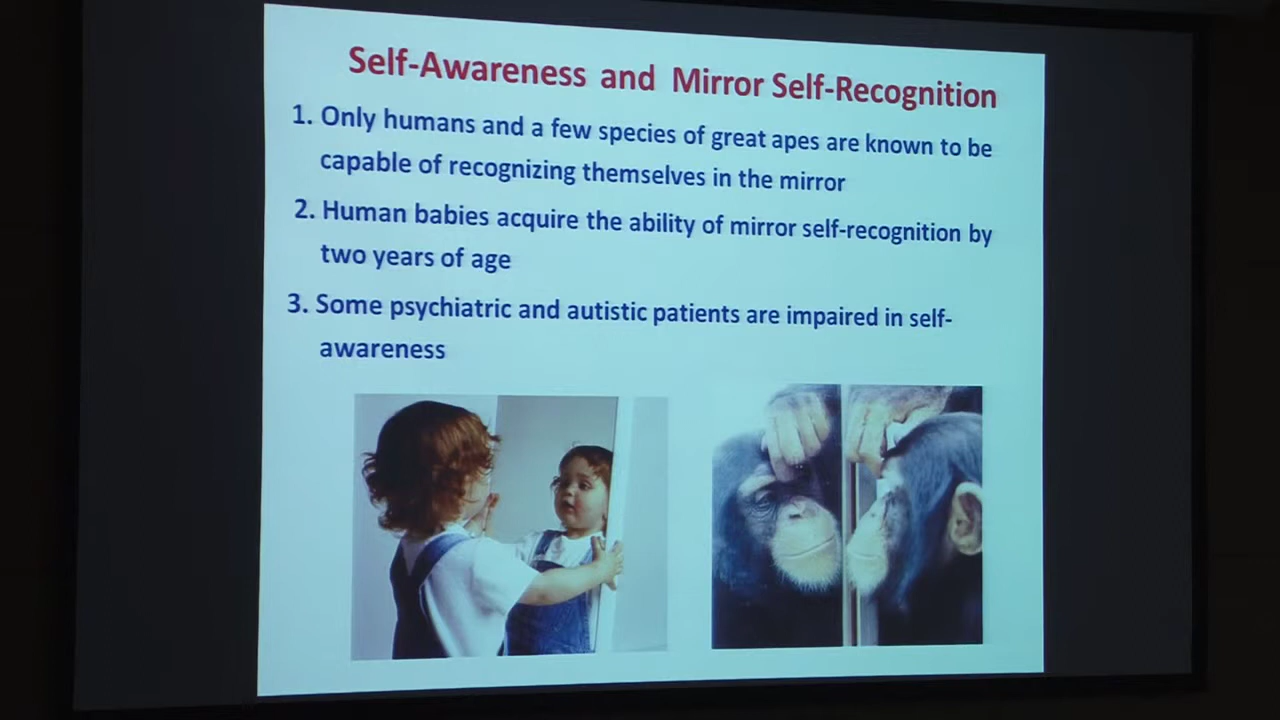 Self-Awareness and Mirror Self-Recognition
1. Only humans and a few species of great apes are known to be
capable of recognizing themselves in the mirror
2. Human babies acquire the ability of mirror self-recognition by
two years of age
3. Some psychiatric and autistic patients are impaired in self-
awareness